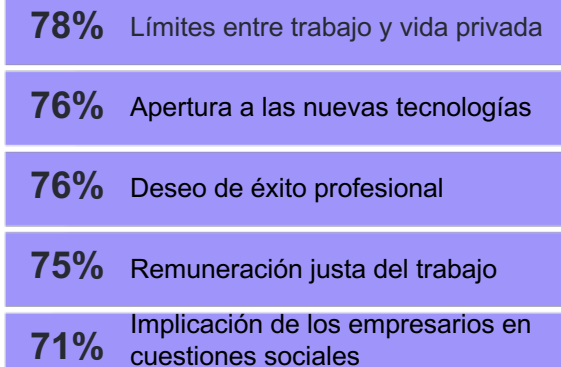 78% Límites entre trabajo y vida privada
76% Apertura a las nuevas tecnologías
76% Deseo de éxito profesional
75% Remuneración justa del trabajo
71% Implicación de los empresarios en
cuestiones sociales